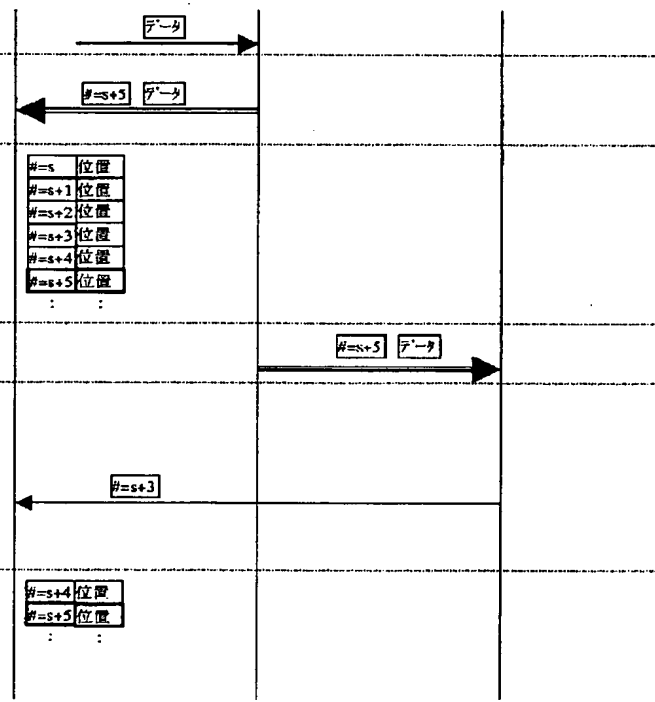 データ
#=s+5 データ
#=s 位置
#=s+1 位置
#=s+2 位置
#=s+3 位置
#=s+4 位置
#=s+5 位置
: :
#=s+5 データ
#=s+3
#=s+4 位置
#=s+5 位置
: :